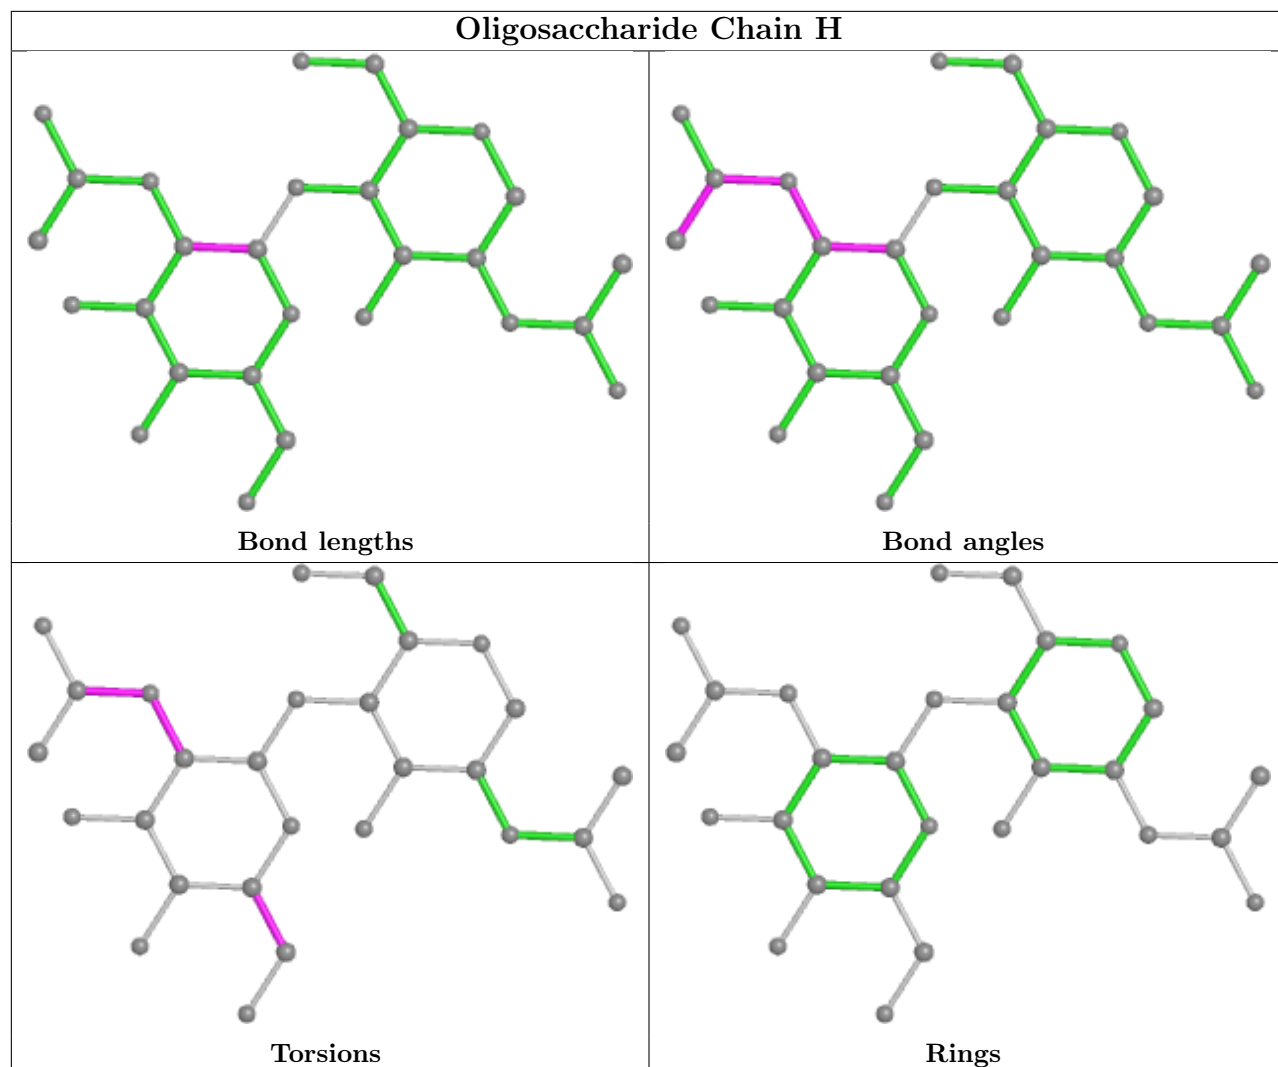 Oligosaccharide Chain H
Bond lengths
Bond angles
Torsions
Rings